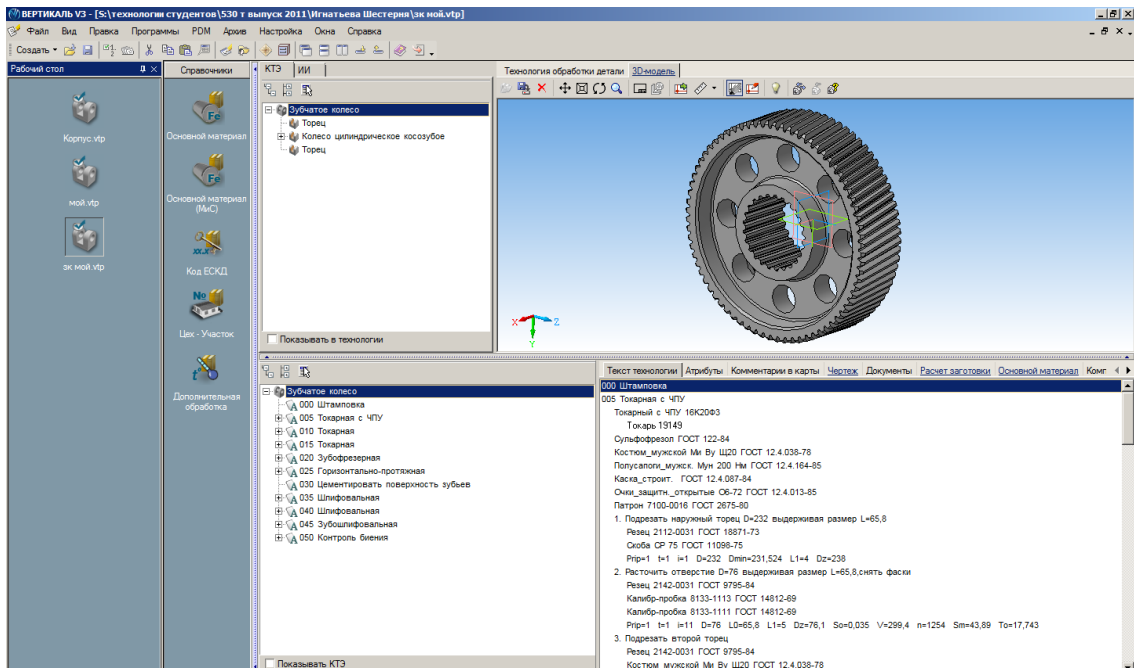 ВЕРТИКАЛЬ V3 - [S:\технологии студентов\530 т выпуск 2011\Игнатьева Шестерня\зк мой.vtp]
Файл Вид Правка Программы PDM Архив Настройка Окна Справка
Создать
Рабочий стол
Корпус.vtp
мой.vtp
зк мой.vtp
Справочники
Основной материал
Основной материал (МиС)
Код ЕСКД
Цех - Участок
Дополнительная обработка
КТЭ ИИ
Зубчатое колесо
Торец
Колесо цилиндрическое косозубое
Торец
Показывать в технологии
Технология обработки детали 3D-модель
X Z
Y
Зубчатое колесо
000 Штамповка
005 Токарная с ЧПУ
010 Токарная
015 Токарная
020 Зубофрезерная
025 Горизонтально-протяжная
030 Цементировать поверхность зубьев
035 Шлифовальная
040 Шлифовальная
045 Зубошлифовальная
050 Контроль биения
Показывать КТЭ
Текст технологии Атрибуты Комментарии в карты Чертеж Документы Расчет заготовки Основной материал Комг
000 Штамповка
005 Токарная с ЧПУ
Токарный с ЧПУ 16К20Ф3
Токарь 19149
Сульфофрезол ГОСТ 122-84
Костюм_мужской Ми Ву Щ20 ГОСТ 12.4.038-78
Полусапоги_мужск. Мун 200 Нм ГОСТ 12.4.164-85
Каска_строит. ГОСТ 12.4.087-84
Очки_защитн._открытые О6-72 ГОСТ 12.4.013-85
Патрон 7100-0016 ГОСТ 2675-80
1. Подрезать наружный торец D=232 выдерживая размер L=65,8
Резец 2112-0031 ГОСТ 18871-73
Скоба СР 75 ГОСТ 11098-75
Prip=1 t=1 i=1 D=232 Dmin=231,524 L1=4 Dz=238
2. Расточить отверстие D=76 выдерживая размер L=65,8,снять фаски
Резец 2142-0031 ГОСТ 9795-84
Калибр-пробка 8133-1113 ГОСТ 14812-69
Калибр-пробка 8133-1111 ГОСТ 14812-69
Prip=1 t=1 i=11 D=76 L0=65,8 L1=5 Dz=76,1 So=0,035 V=299,4 n=1254 Sm=43,89 To=17,743
3. Подрезать второй торец
Резец 2142-0031 ГОСТ 9795-84
Костюм_мужской Ми Ву Щ20 ГОСТ 12.4.038-78